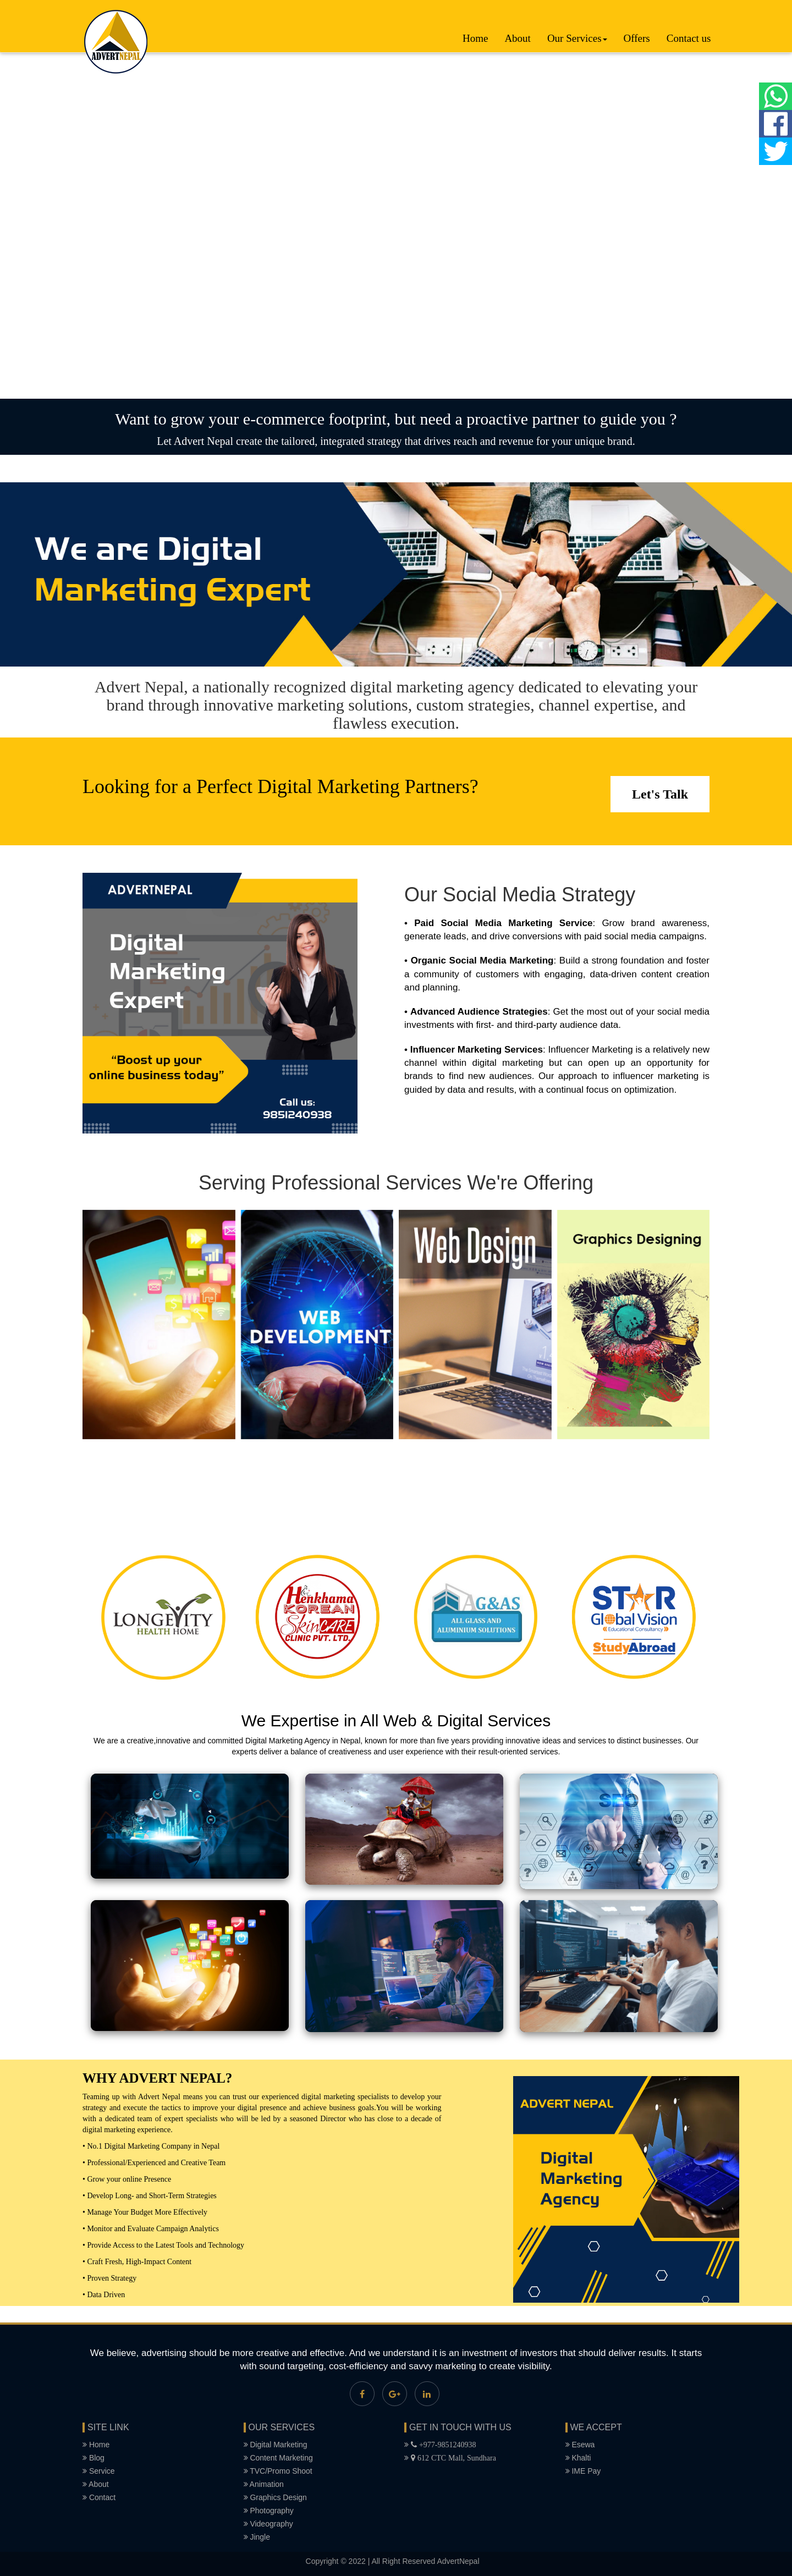 ADVERTNEPAL
Home About Our Services Offers Contact us
Want to grow your e-commerce footprint, but need a proactive partner to guide you ?
Let Advert Nepal create the tailored, integrated strategy that drives reach and revenue for your unique brand.
We are Digital
Marketing Expert
Advert Nepal, a nationally recognized digital marketing agency dedicated to elevating your
brand through innovative marketing solutions, custom strategies, channel expertise, and
flawless execution.
Looking for a Perfect Digital Marketing Partners?
Let's Talk
ADVERTNEPAL
Digital
Marketing
Expert
“Boost up your
online business today”
Call us:
9851240938
Our Social Media Strategy
• Paid Social Media Marketing Service: Grow brand awareness,
generate leads, and drive conversions with paid social media campaigns.
• Organic Social Media Marketing: Build a strong foundation and foster
a community of customers with engaging, data-driven content creation
and planning.
• Advanced Audience Strategies: Get the most out of your social media
investments with first- and third-party audience data.
• Influencer Marketing Services: Influencer Marketing is a relatively new
channel within digital marketing but can open up an opportunity for
brands to find new audiences. Our approach to influencer marketing is
guided by data and results, with a continual focus on optimization.
Serving Professional Services We're Offering
WEB
DEVELOPMENT
Web Design
Graphics Designing
LONGEVITY
HEALTH HOME
Henkhama
KOREAN
Skin CARE
CLINIC PVT. LTD.
AG&AS
ALL GLASS AND
ALUMINIUM SOLUTIONS
STAR
Global Vision
Educational Consultancy
StudyAbroad
We Expertise in All Web & Digital Services
We are a creative,innovative and committed Digital Marketing Agency in Nepal, known for more than five years providing innovative ideas and services to distinct businesses. Our
experts deliver a balance of creativeness and user experience with their result-oriented services.
SEO
WHY ADVERT NEPAL?
Teaming up with Advert Nepal means you can trust our experienced digital marketing specialists to develop your
strategy and execute the tactics to improve your digital presence and achieve business goals.You will be working
with a dedicated team of expert specialists who will be led by a seasoned Director who has close to a decade of
digital marketing experience.
• No.1 Digital Marketing Company in Nepal
• Professional/Experienced and Creative Team
• Grow your online Presence
• Develop Long- and Short-Term Strategies
• Manage Your Budget More Effectively
• Monitor and Evaluate Campaign Analytics
• Provide Access to the Latest Tools and Technology
• Craft Fresh, High-Impact Content
• Proven Strategy
• Data Driven
ADVERT NEPAL
Digital
Marketing
Agency
We believe, advertising should be more creative and effective. And we understand it is an investment of investors that should deliver results. It starts
with sound targeting, cost-efficiency and savvy marketing to create visibility.
SITE LINK
» Home
» Blog
» Service
» About
» Contact
OUR SERVICES
» Digital Marketing
» Content Marketing
» TVC/Promo Shoot
» Animation
» Graphics Design
» Photography
» Videography
» Jingle
GET IN TOUCH WITH US
» +977-9851240938
» 612 CTC Mall, Sundhara
WE ACCEPT
» Esewa
» Khalti
» IME Pay
Copyright © 2022 | All Right Reserved AdvertNepal